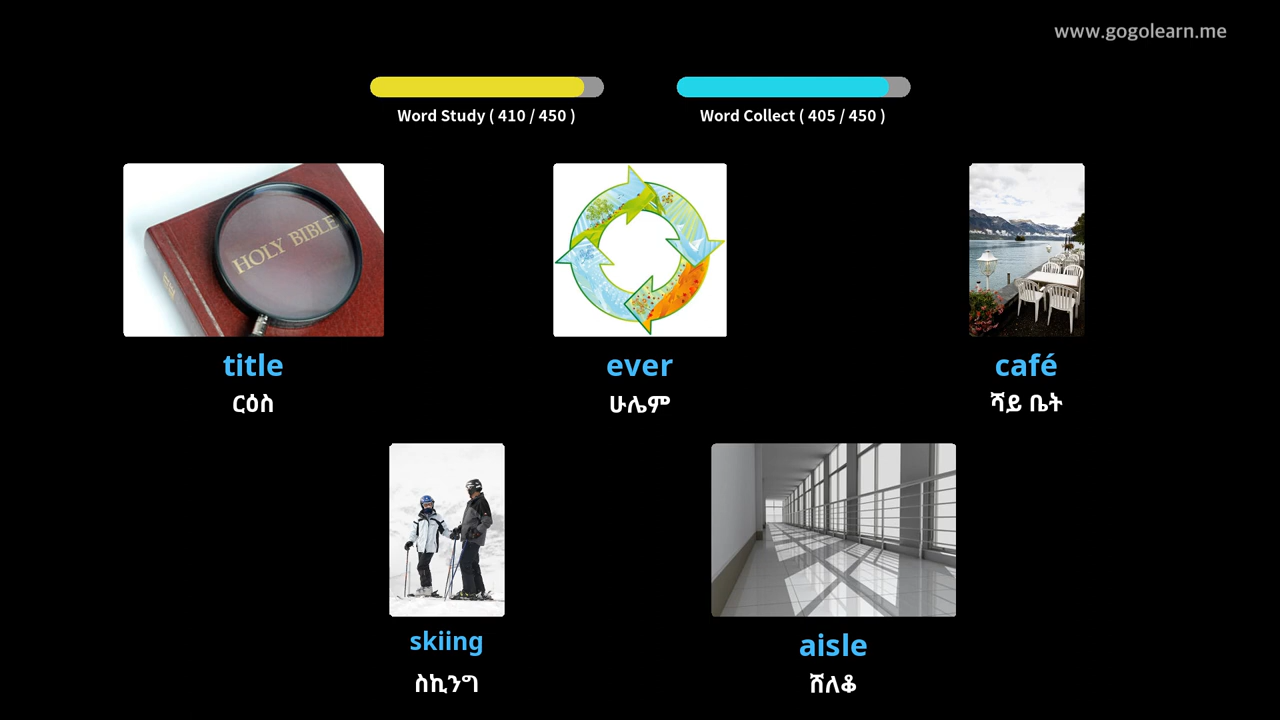 www.gogolearn.me
Word Study ( 410 / 450 )
Word Collect ( 405 / 450 )
HOLY BIBLE
title
ርዕስ
ever
ሁሌም
café
ሻይ ቤት
skiing
ስኪንግ
aisle
ሸለቆ